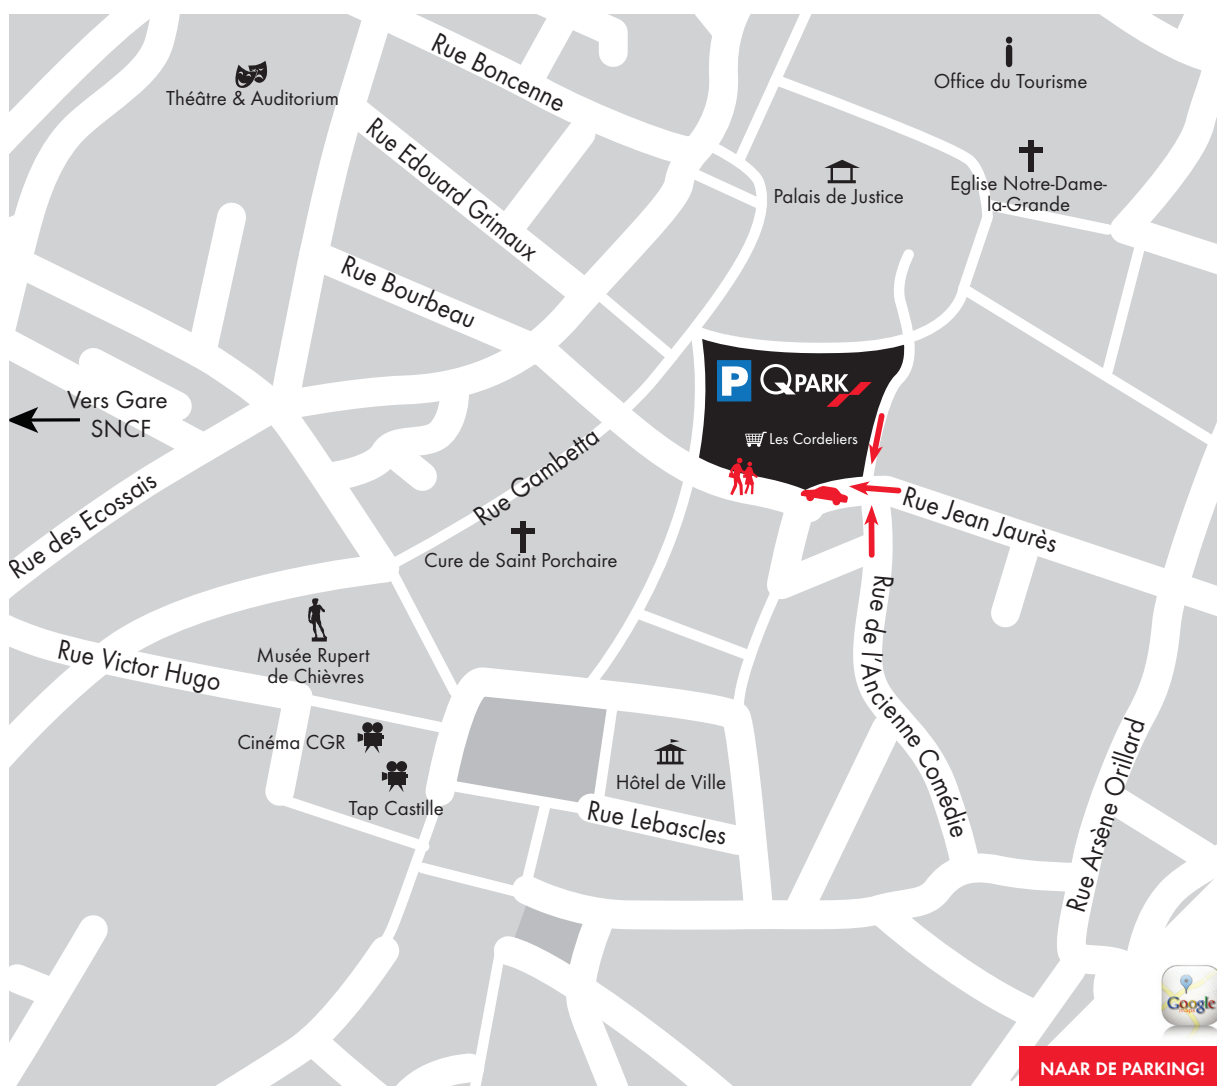 Rue Boncenne
Office du Tourisme
Théâtre & Auditorium
Rue Edouard Grimaux
Palais de Justice
Eglise Notre-Dame-
la-Grande
Rue Bourbeau
P
QPARK
Les Cordeliers
Vers Gare
SNCF
Rue Gambetta
Rue des Ecossais
Cure de Saint Porchaire
Rue Jean Jaurès
Rue de l'Ancienne Comédie
Musée Rupert
de Chièvres
Rue Victor Hugo
Cinéma CGR
Tap Castille
Hôtel de Ville
Rue Lebascles
Rue Arsène Orillard
Google
maps
NAAR DE PARKING!